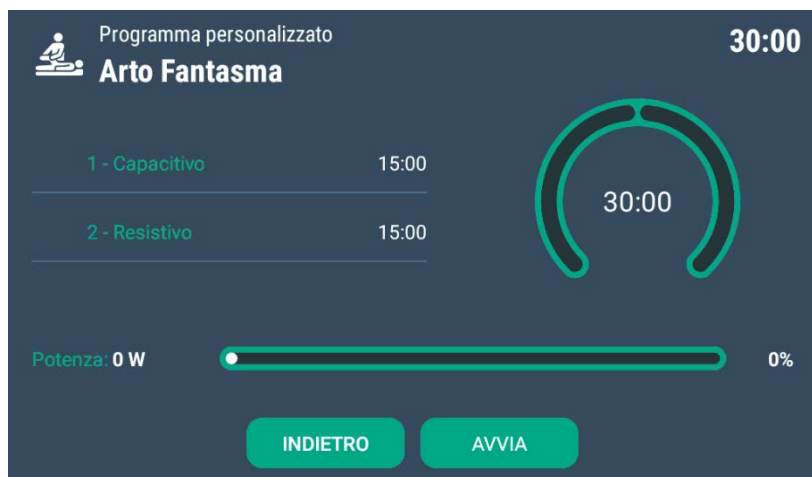 Programma personalizzato
Arto Fantasma
30:00
1 - Capacitivo 15:00
2 - Resistivo 15:00
30:00
Potenza: 0 W 0%
INDIETRO AVVIA